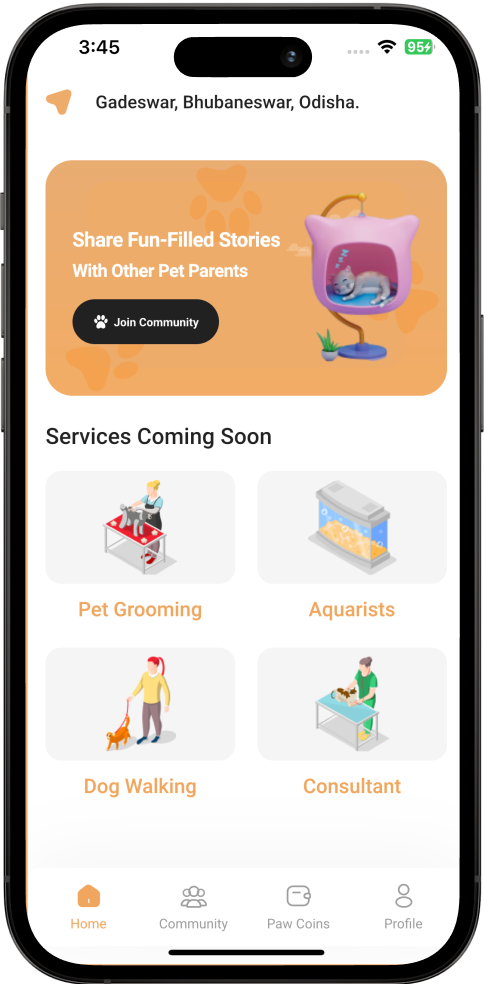 3:45
95
Gadeswar, Bhubaneswar, Odisha.
Share Fun-Filled Stories
With Other Pet Parents
Join Community
Services Coming Soon
Pet Grooming
Aquarists
Dog Walking
Consultant
Home
Community
Paw Coins
Profile